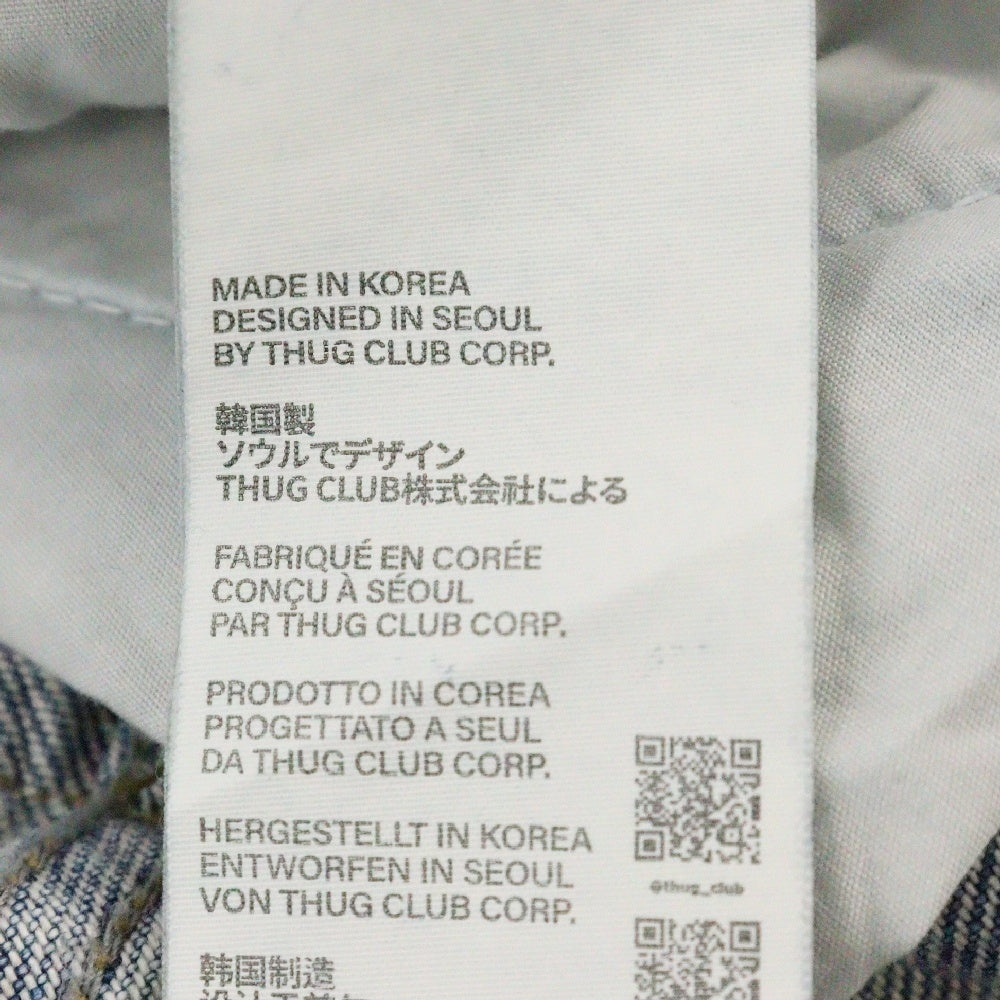 MADE IN KOREA
DESIGNED IN SEOUL
BY THUG CLUB CORP.
韓国製
ソウルでデザイン
THUG CLUB株式会社による
FABRIQUÉ EN CORÉE
CONÇU À SÉOUL
PAR THUG CLUB CORP.
PRODOTTO IN COREA
PROGETTATO A SEUL
DA THUG CLUB CORP.
HERGESTELLT IN KOREA
ENTWORFEN IN SEOUL
VON THUG CLUB CORP.
@thug_club
韩国制造